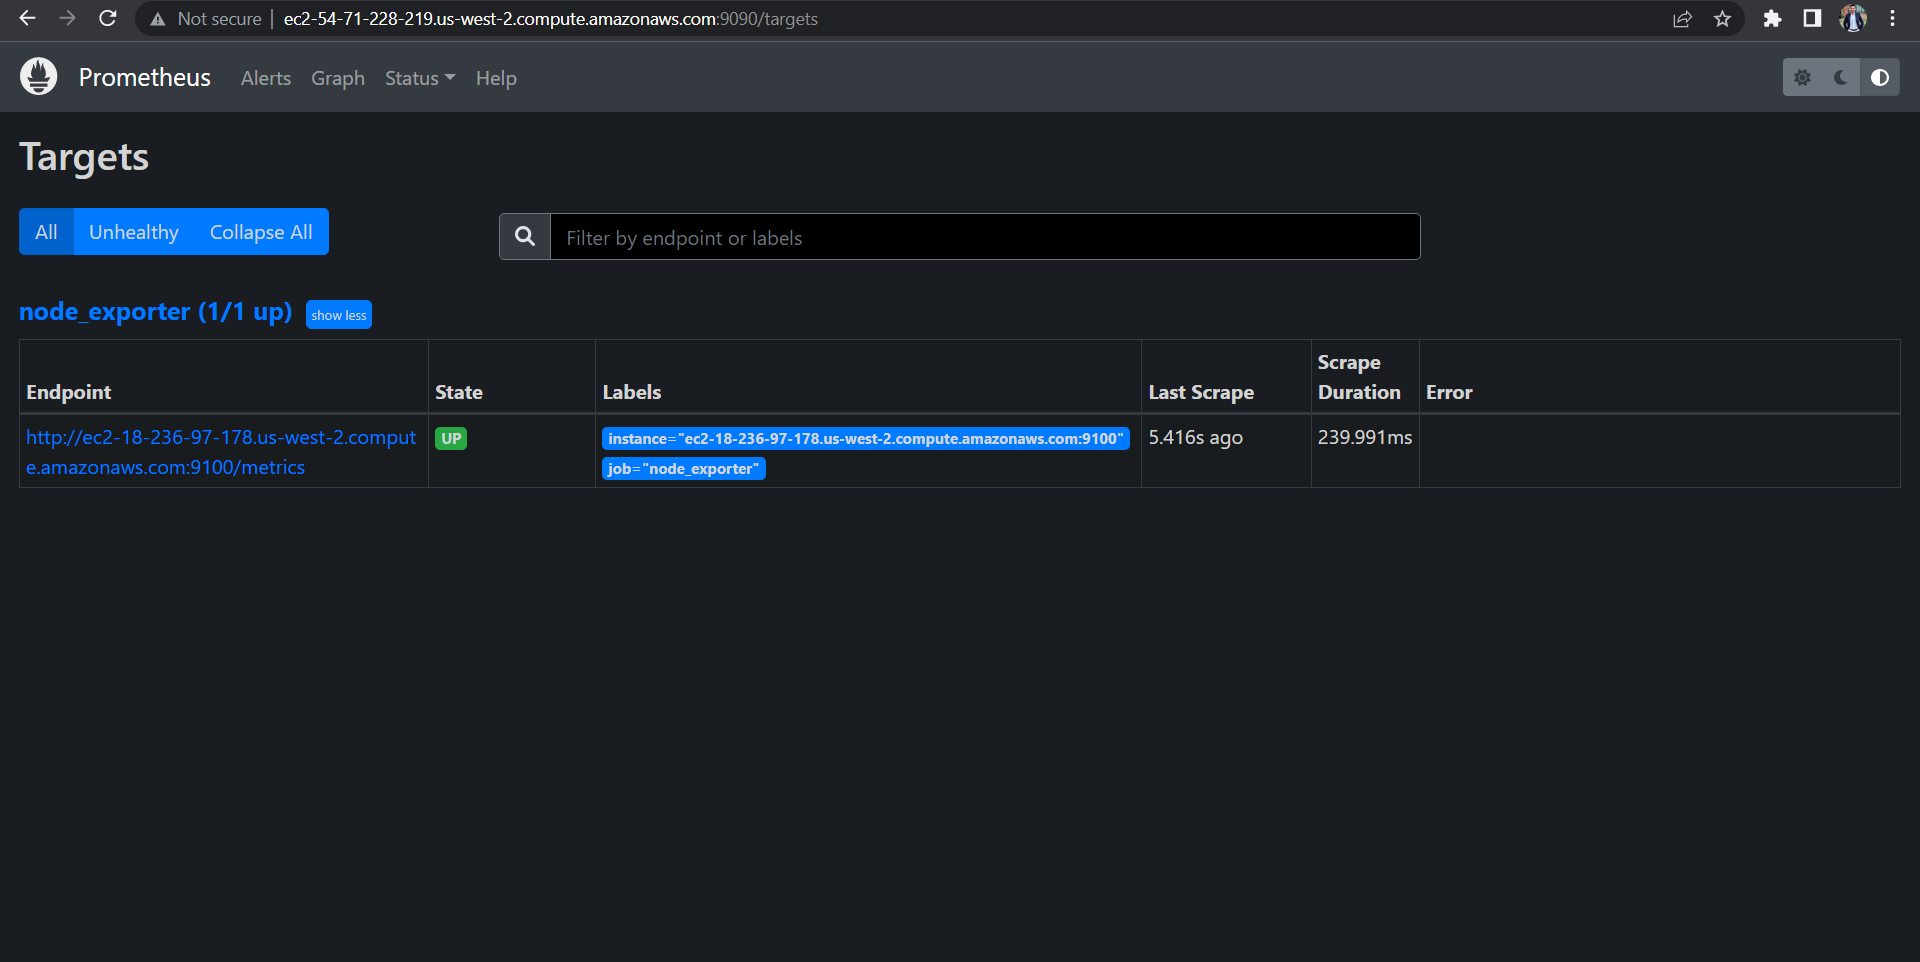 Not secure | ec2-54-71-228-219.us-west-2.compute.amazonaws.com:9090/targets
Prometheus Alerts Graph Status Help
Targets
All Unhealthy Collapse All
Filter by endpoint or labels
node_exporter (1/1 up) show less
Endpoint State Labels Last Scrape Scrape Duration Error
http://ec2-18-236-97-178.us-west-2.comput
e.amazonaws.com:9100/metrics
UP
instance="ec2-18-236-97-178.us-west-2.compute.amazonaws.com:9100"
job="node_exporter"
5.416s ago
239.991ms